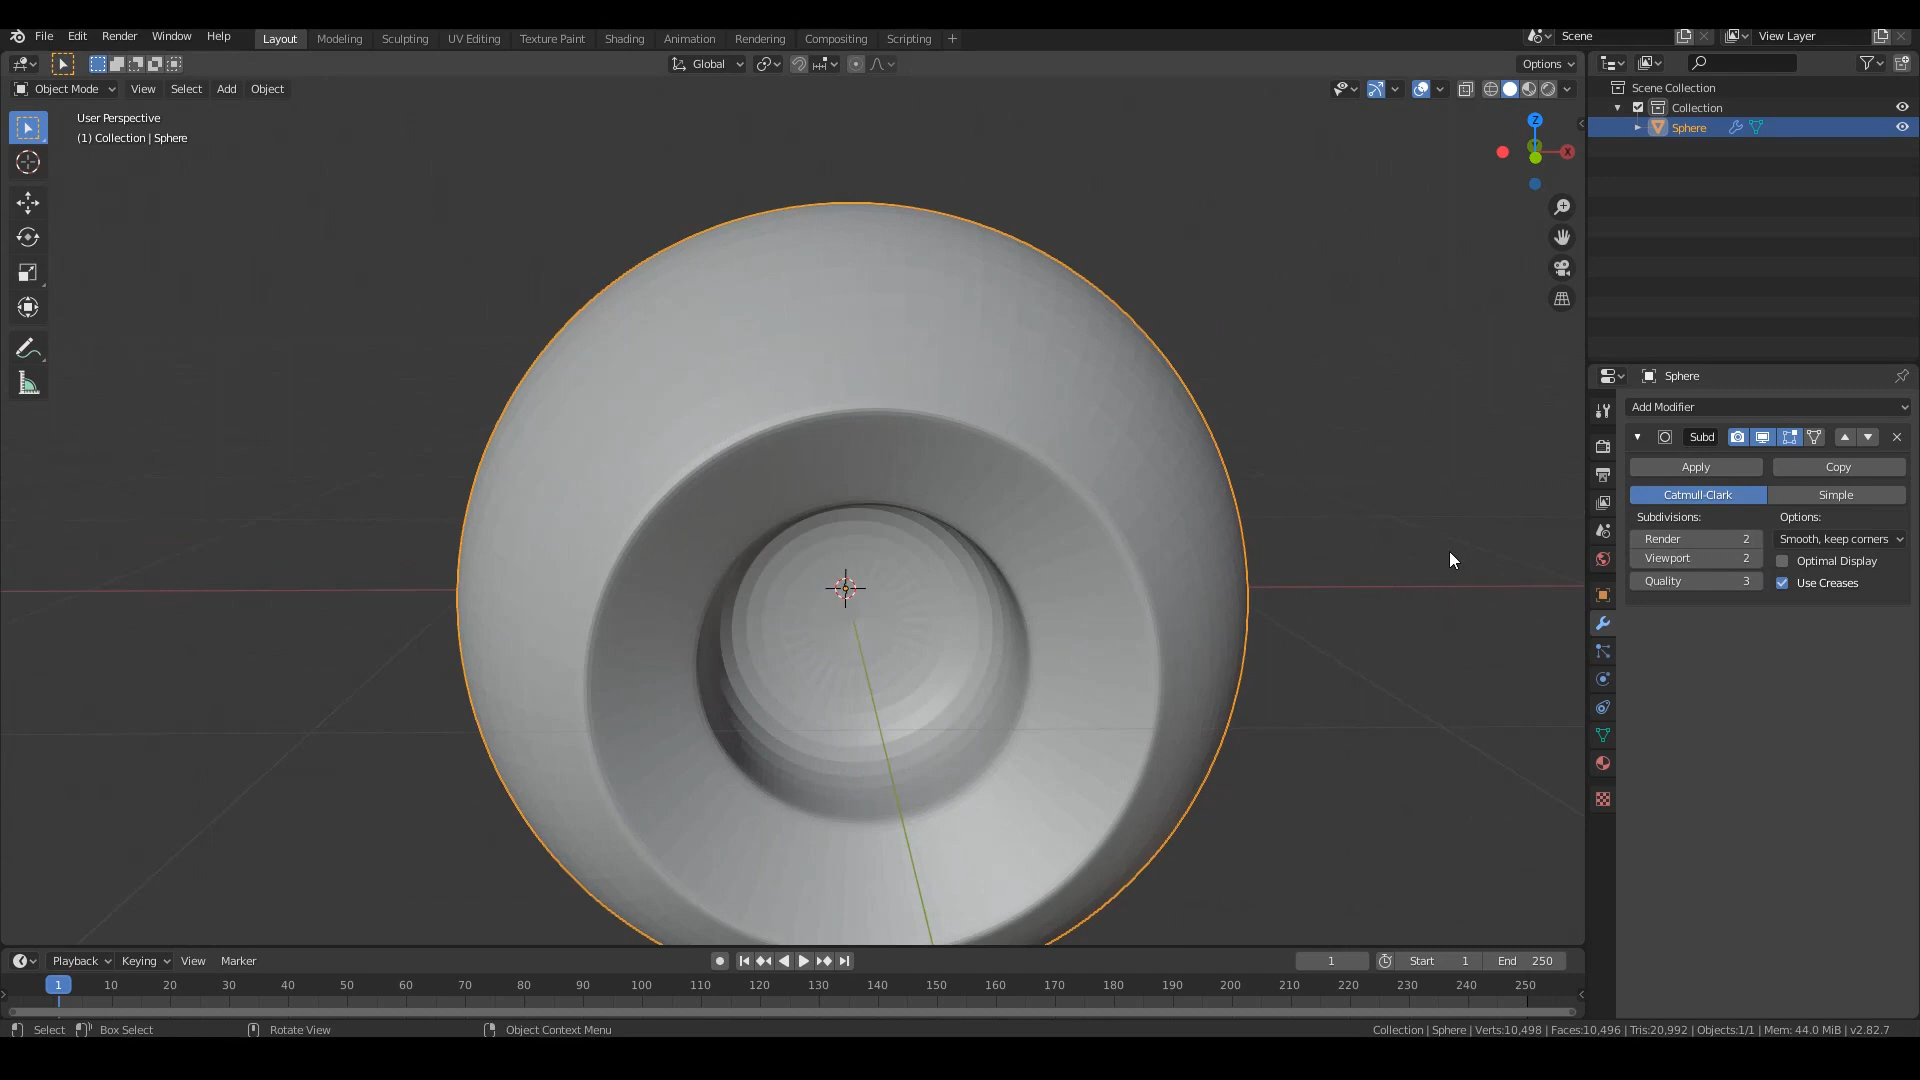 File Edit Render Window Help Layout Modeling Sculpting UV Editing Texture Paint Shading Animation Rendering Compositing Scripting + Scene View Layer
Global Options
Object Mode View Select Add Object
User Perspective
(1) Collection | Sphere
Z
X
Scene Collection
Collection
Sphere
Sphere
Add Modifier
Subd
Apply Copy
Catmull-Clark Simple
Subdivisions: Options:
Render 2 Smooth, keep corners
Viewport 2 Optimal Display
Quality 3 Use Creases
Playback Keying View Marker 1 Start 1 End 250
1 10 20 30 40 50 60 70 80 90 100 110 120 130 140 150 160 170 180 190 200 210 220 230 240 250
Select Box Select Rotate View Object Context Menu Collection | Sphere | Verts:10,498 | Faces:10,496 | Tris:20,992 | Objects:1/1 | Mem: 44.0 MiB | v2.82.7